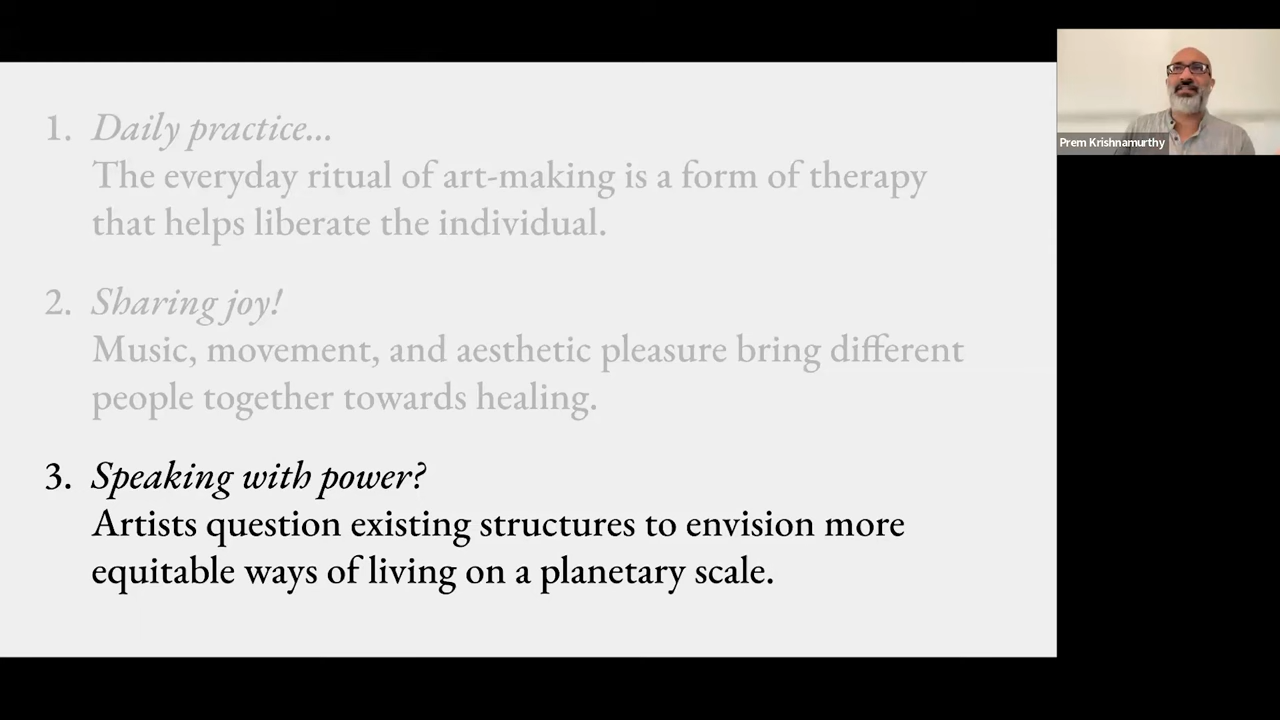 1. Daily practice...
The everyday ritual of art-making is a form of therapy
that helps liberate the individual.
2. Sharing joy!
Music, movement, and aesthetic pleasure bring different
people together towards healing.
3. Speaking with power?
Artists question existing structures to envision more
equitable ways of living on a planetary scale.
Prem Krishnamurthy